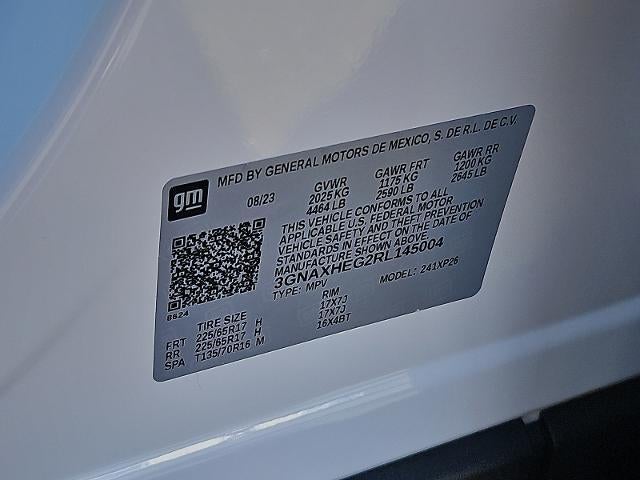 gm
MFD BY GENERAL MOTORS DE MEXICO, S. DE R.L. DE C.V.
08/23 GVWR GAWR FRT GAWR RR
2025 KG 1175 KG 1200 KG
4464 LB 2590 LB 2645 LB
THIS VEHICLE CONFORMS TO ALL
APPLICABLE U.S. FEDERAL MOTOR
VEHICLE SAFETY AND THEFT PREVENTION
STANDARDS IN EFFECT ON THE DATE OF
MANUFACTURE SHOWN ABOVE.
3GNAXHEG2RL145004
TYPE: MPV MODEL: 241XP26
6624
TIRE SIZE RIM
FRT 225/65R17 H 17X7J
RR 225/65R17 H 17X7J
SPA T135/70R16 M 16X4BT